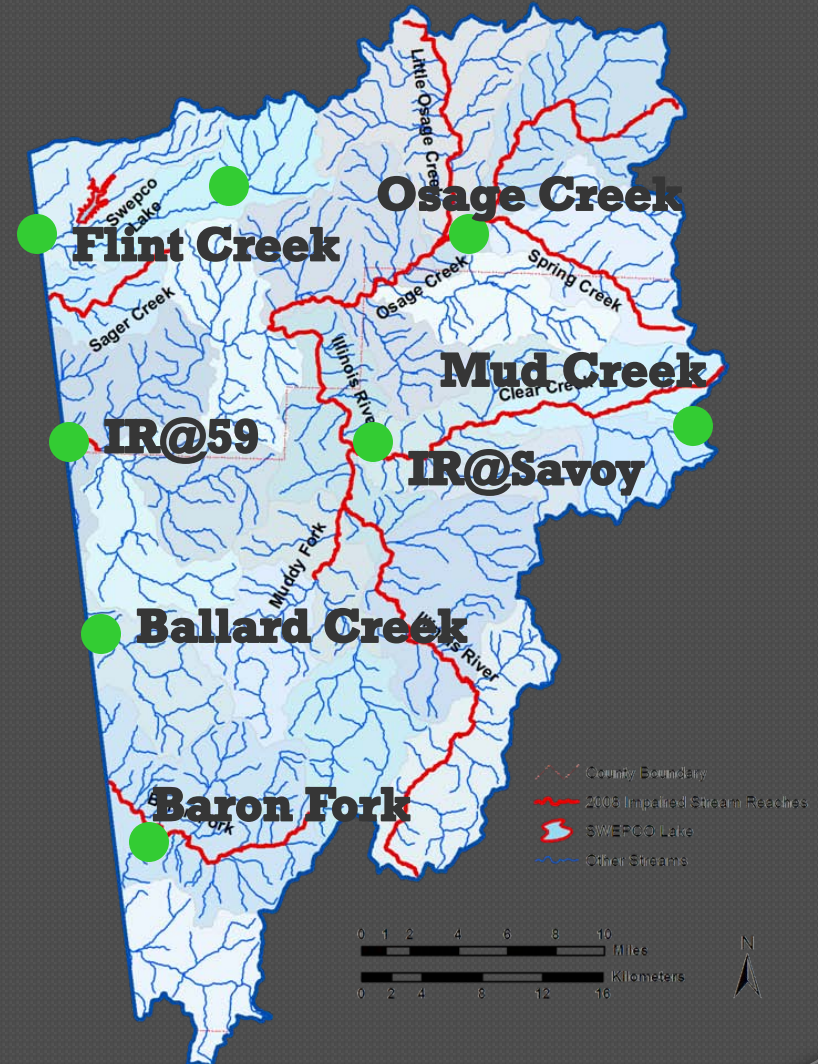 Little Osage Creek
Osage Creek
Swepco
Lake
Flint Creek
Spring Creek
Osage Creek
Sager Creek
Illinois River
Mud Creek
Clear Creek
IR@59
IR@Savoy
Muddy Fork
Ballard Creek
Illinois River
Baron Fork
County Boundary
2008 Impaired Stream Reaches
SWEPCO Lake
Other Streams
0 1 2 4 6 8 10
Miles
Kilometers
0 2 4 8 12 16
N